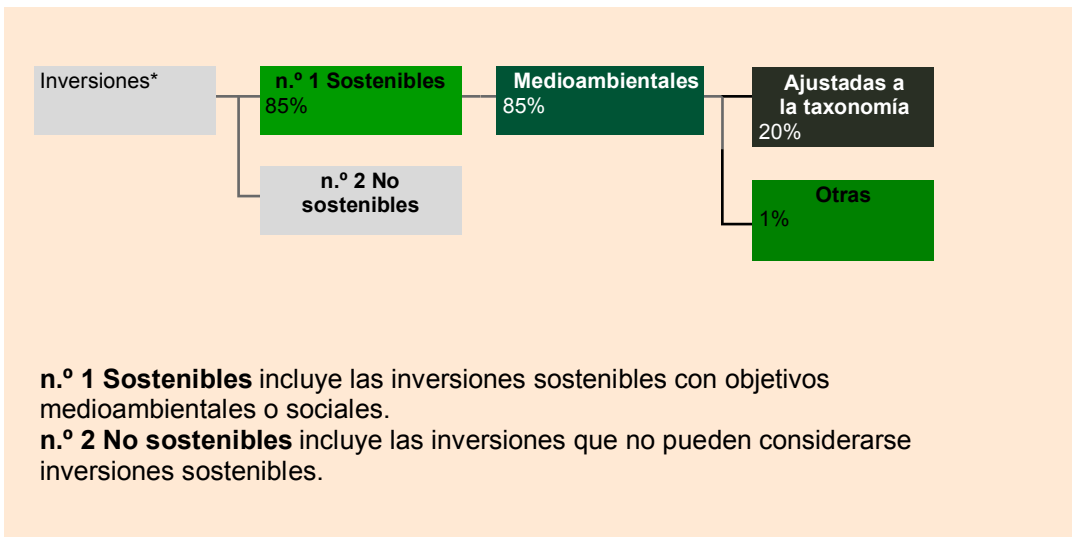 Inversiones*
n.º 1 Sostenibles
85%
Medioambientales
85%
Ajustadas a
la taxonomía
20%
n.º 2 No
sostenibles
Otras
1%
n.º 1 Sostenibles incluye las inversiones sostenibles con objetivos
medioambientales o sociales.
n.º 2 No sostenibles incluye las inversiones que no pueden considerarse
inversiones sostenibles.